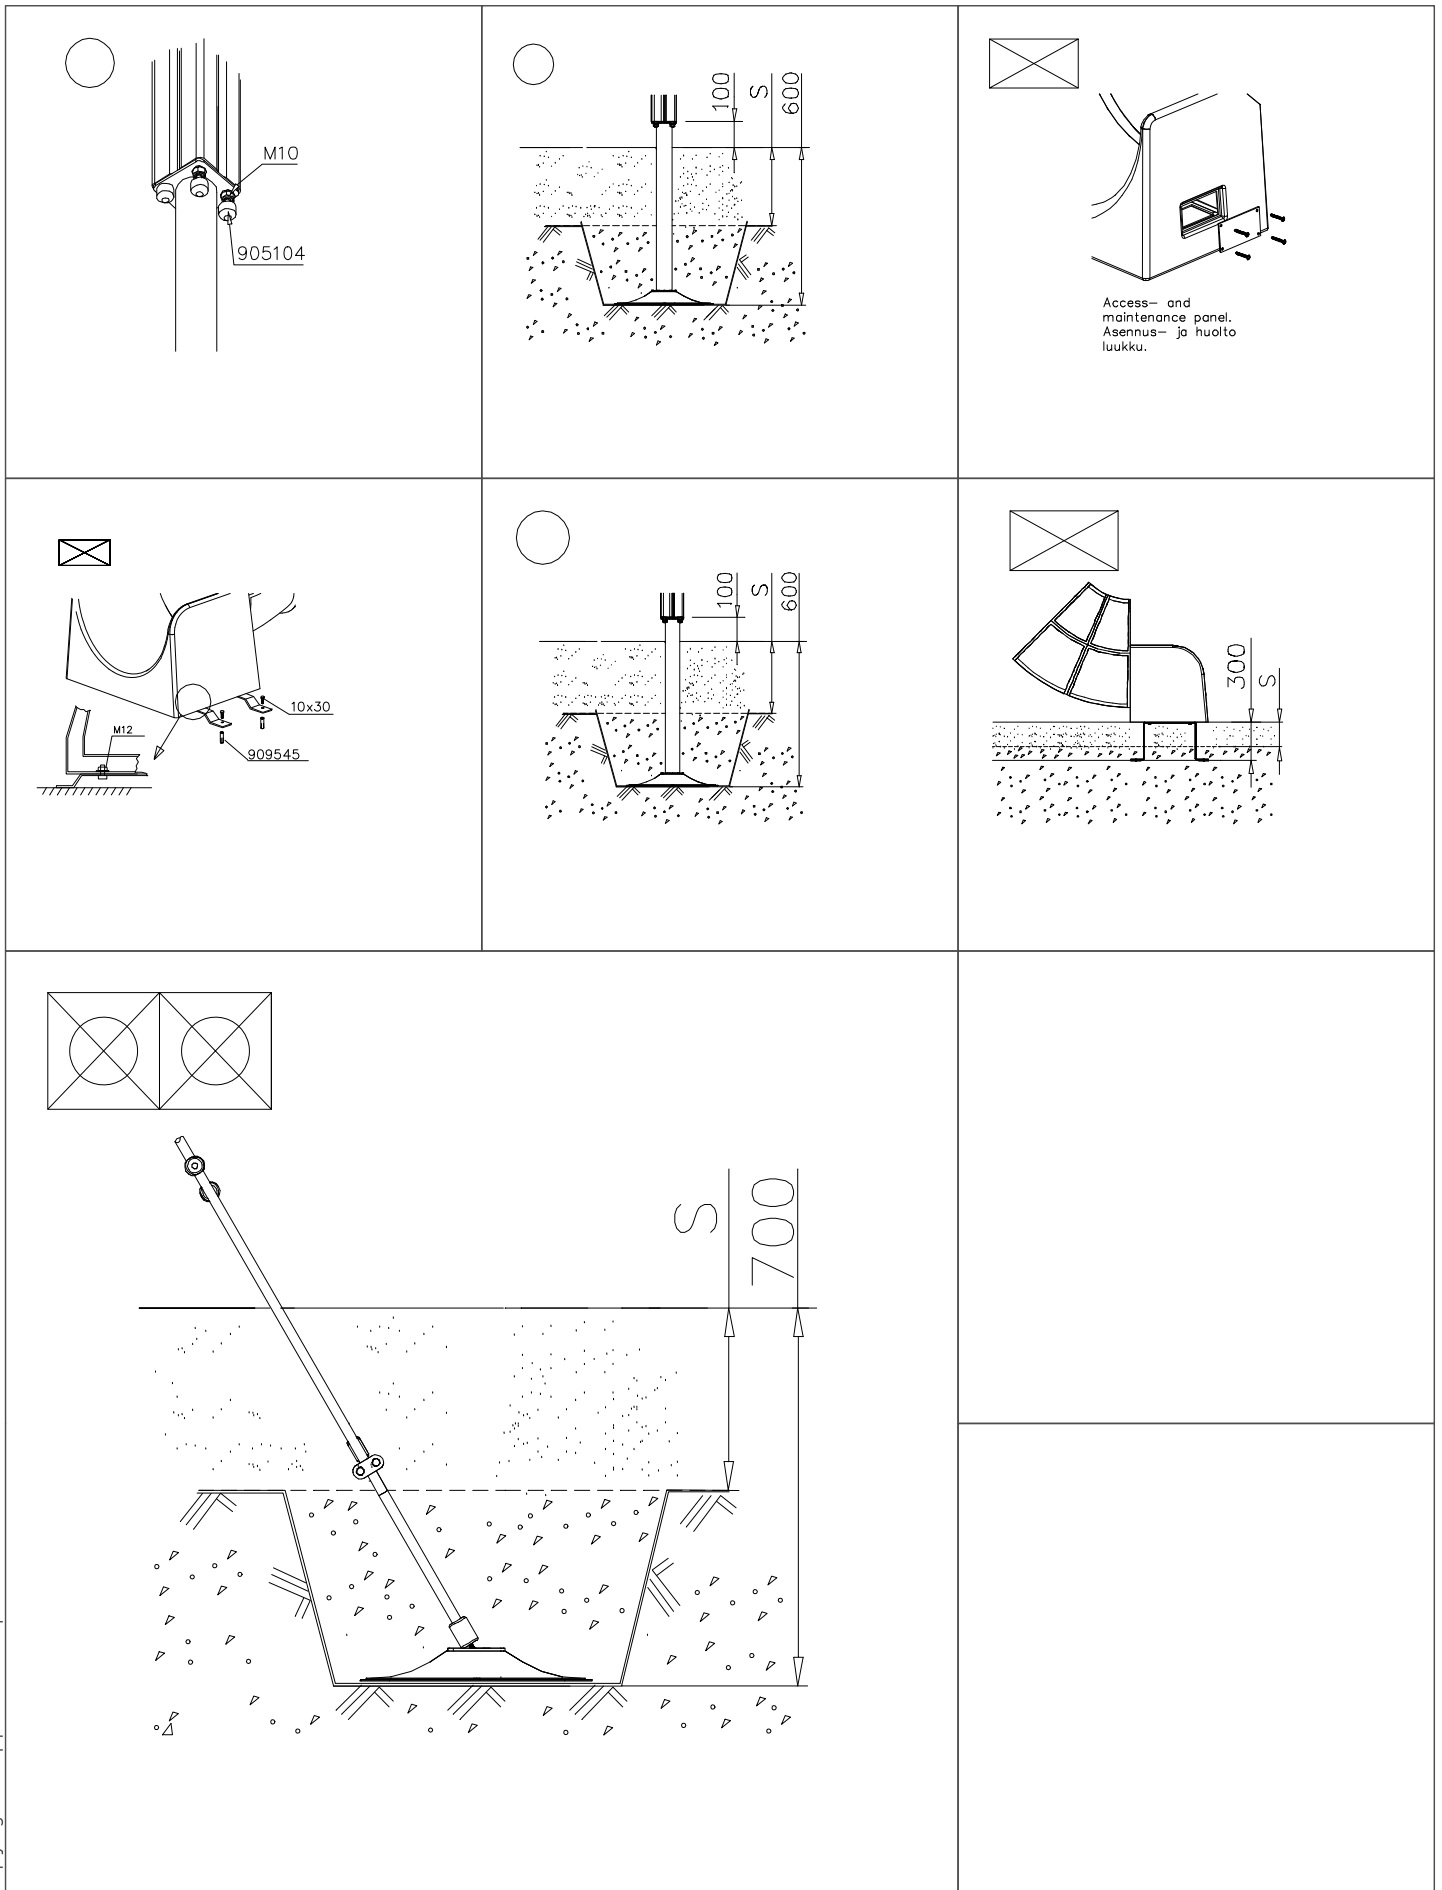 M10
905104
100
S
600
Access- and
maintenance panel.
Asennus- ja huolto
luukku.
10x30
M12
909545
100
S
600
300
S
S
700